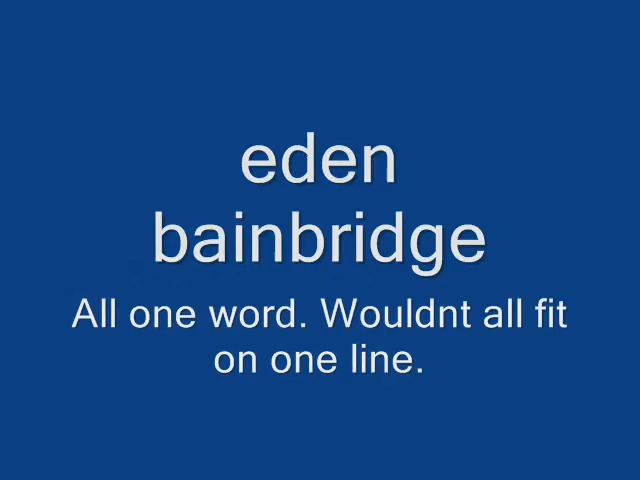 eden
bainbridge
All one word. Wouldnt all fit
on one line.